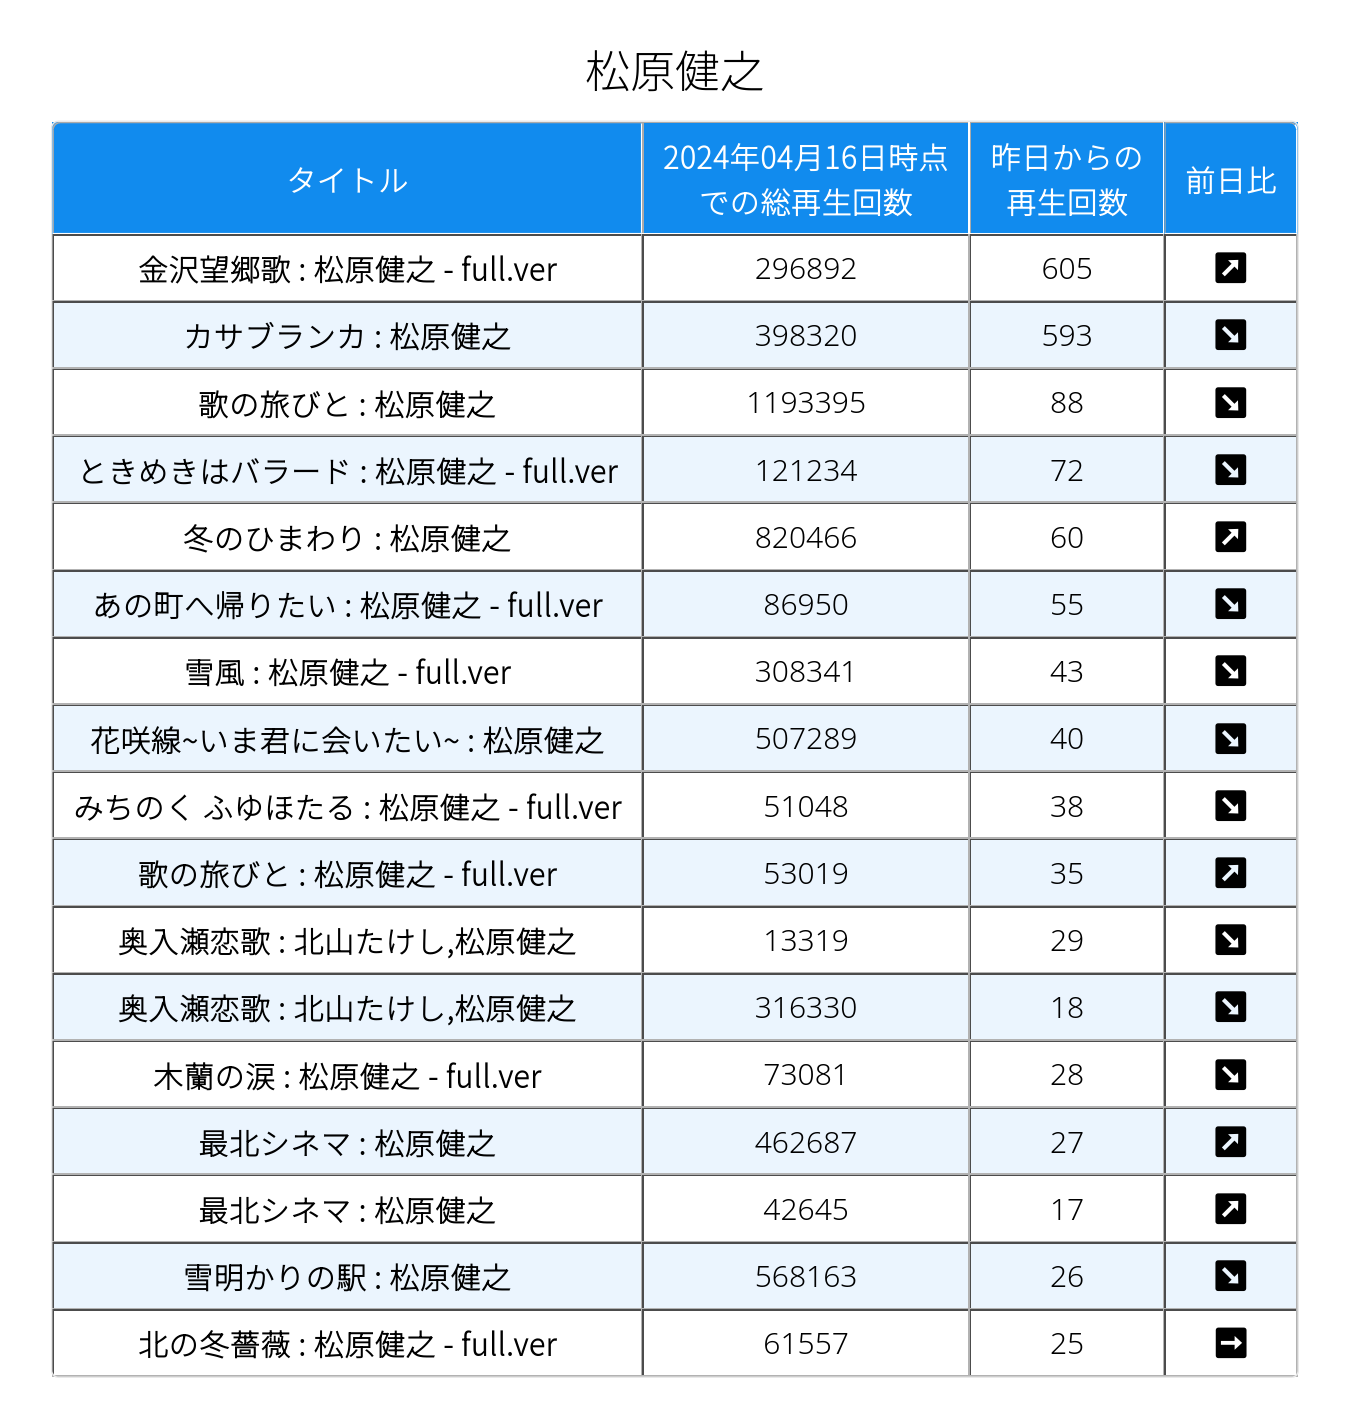 松原健之
タイトル
2024年04月16日時点
での総再生回数
昨日からの
再生回数
前日比
金沢望郷歌 : 松原健之 - full.ver 296892 605 ↗
カサブランカ : 松原健之 398320 593 ↘
歌の旅びと : 松原健之 1193395 88 ↘
ときめきはバラード : 松原健之 - full.ver 121234 72 ↘
冬のひまわり : 松原健之 820466 60 ↗
あの町へ帰りたい : 松原健之 - full.ver 86950 55 ↘
雪風 : 松原健之 - full.ver 308341 43 ↘
花咲線~いま君に会いたい~ : 松原健之 507289 40 ↘
みちのく ふゆほたる : 松原健之 - full.ver 51048 38 ↘
歌の旅びと : 松原健之 - full.ver 53019 35 ↗
奥入瀬恋歌 : 北山たけし,松原健之 13319 29 ↘
奥入瀬恋歌 : 北山たけし,松原健之 316330 18 ↘
木蘭の涙 : 松原健之 - full.ver 73081 28 ↘
最北シネマ : 松原健之 462687 27 ↗
最北シネマ : 松原健之 42645 17 ↗
雪明かりの駅 : 松原健之 568163 26 ↘
北の冬薔薇 : 松原健之 - full.ver 61557 25 →